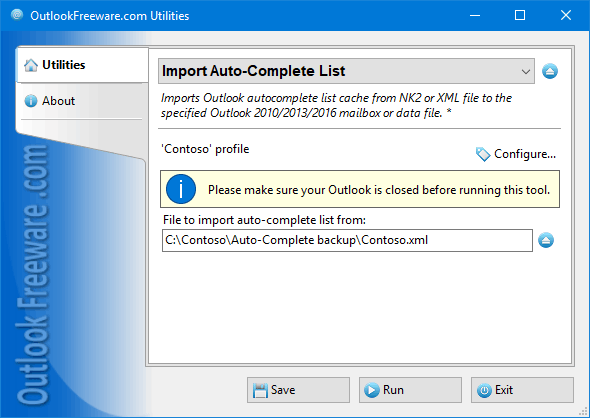 OutlookFreeware.com Utilities
Utilities
About
Outlook Freeware .com
Import Auto-Complete List
Imports Outlook autocomplete list cache from NK2 or XML file to the
specified Outlook 2010/2013/2016 mailbox or data file. *
'Contoso' profile
Configure...
Please make sure your Outlook is closed before running this tool.
File to import auto-complete list from:
C:\Contoso\Auto-Complete backup\Contoso.xml
Save
Run
Exit